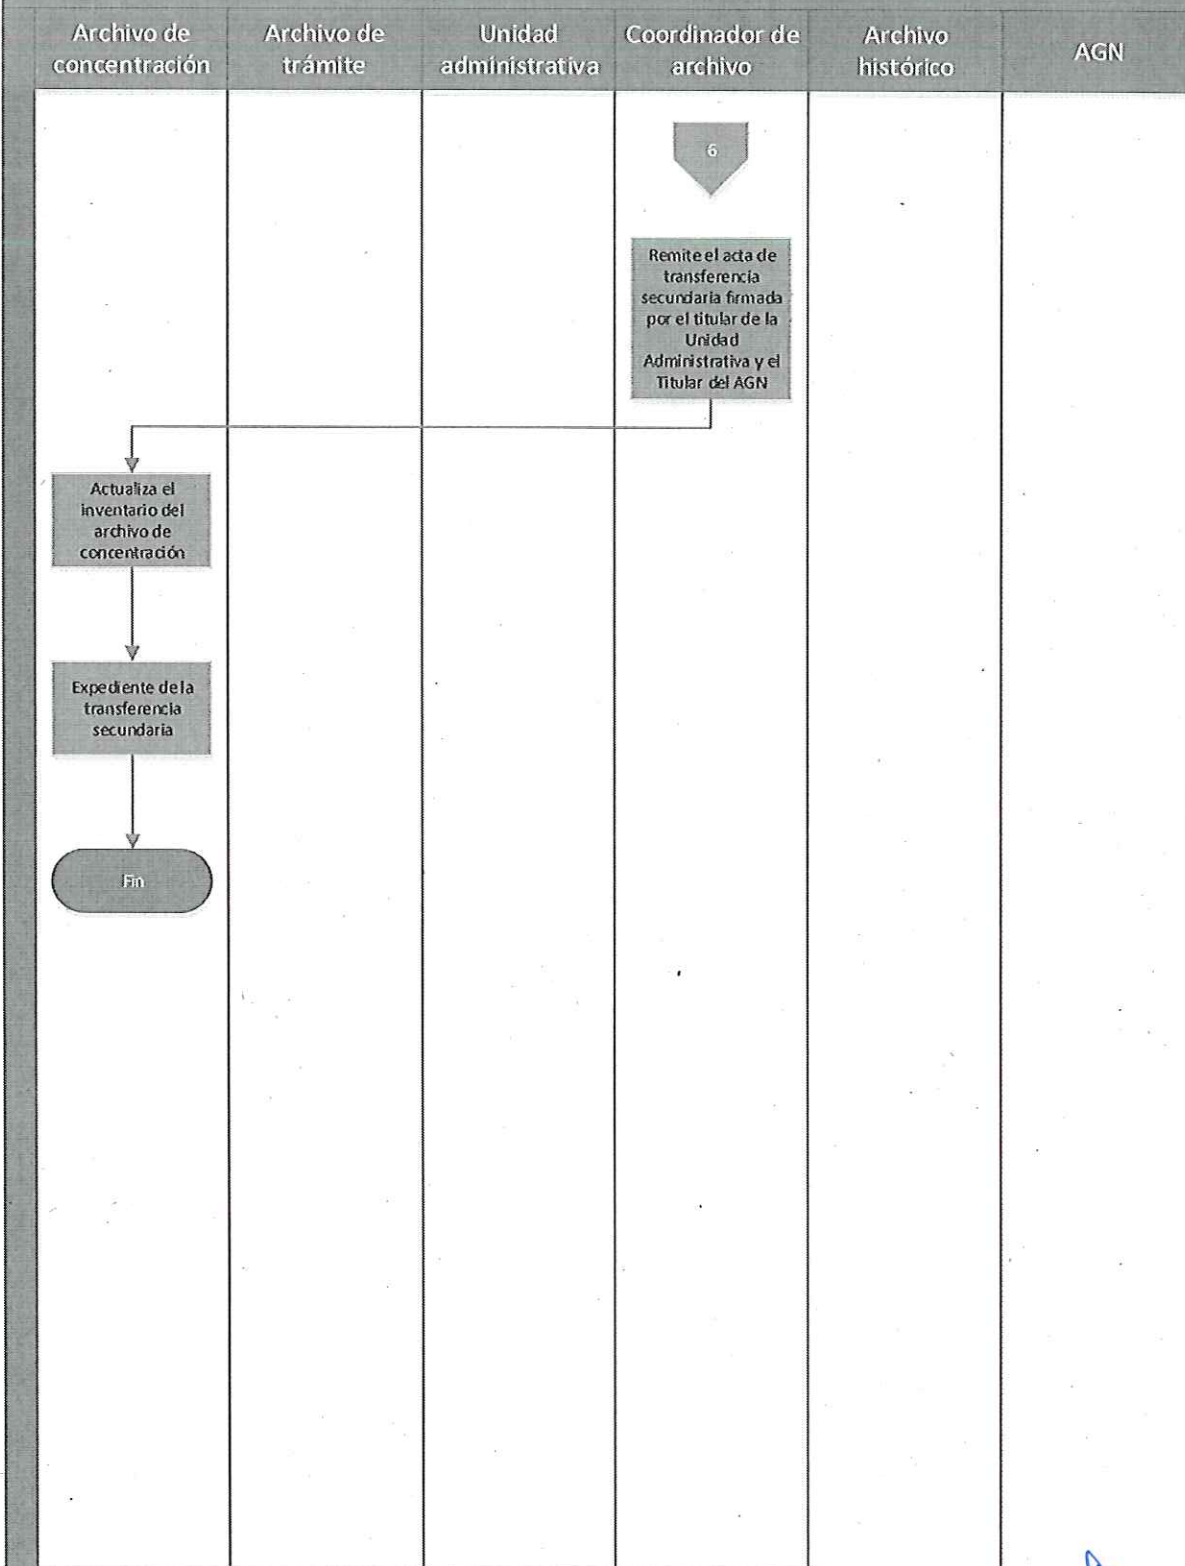 Archivo de
concentración
Archivo de
trámite
Unidad
administrativa
Coordinador de
archivo
Archivo
histórico
AGN
6
Remite el acta de
transferencia
secundaria firmada
por el titular de la
Unidad
Administrativa y el
Titular del AGN
Actualiza el
inventario del
archivo de
concentración
Expediente de la
transferencia
secundaria
Fin